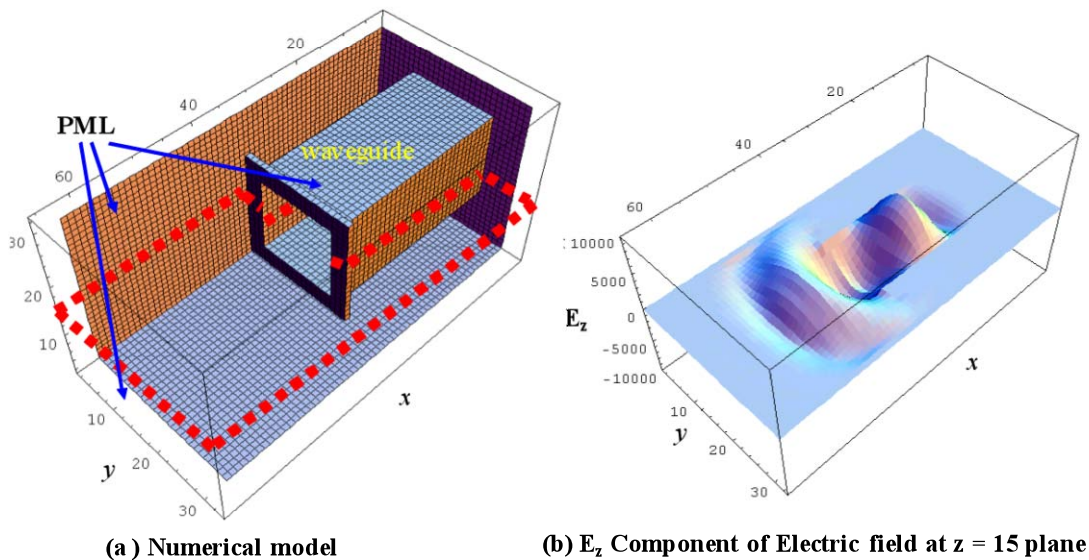 20
40
PML
waveguide
60
30
20
10
10
20
30
x
y
(a ) Numerical model
20
40
60
10000
5000
0
-5000
-10000
Ez
10
20
30
x
y
(b) Ez Component of Electric field at z = 15 plane